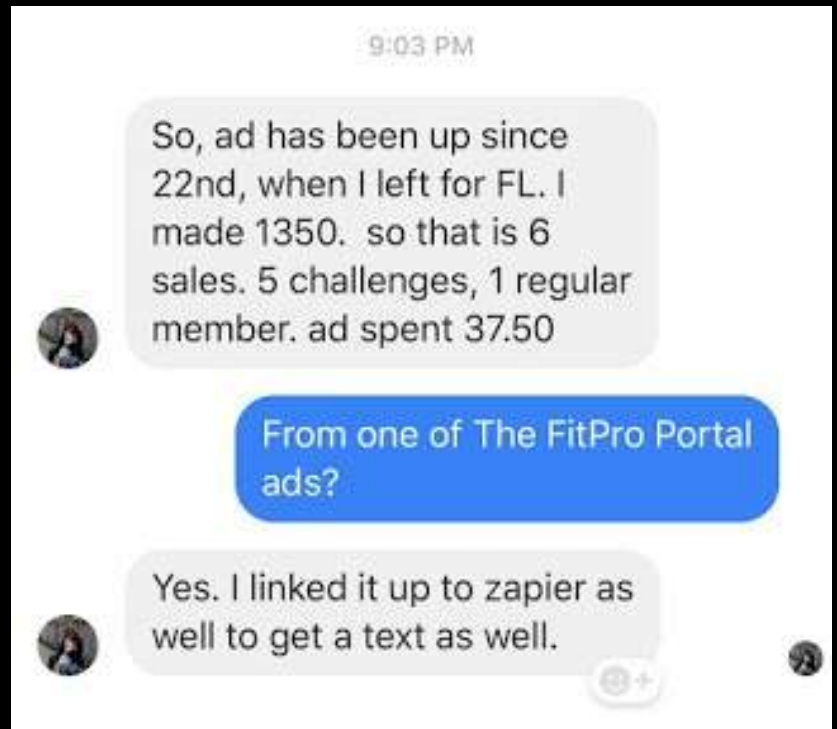 9:03 PM
So, ad has been up since
22nd, when I left for FL. I
made 1350.  so that is 6
sales. 5 challenges, 1 regular
member. ad spent 37.50
From one of The FitPro Portal
ads?
Yes. I linked it up to zapier as
well to get a text as well.